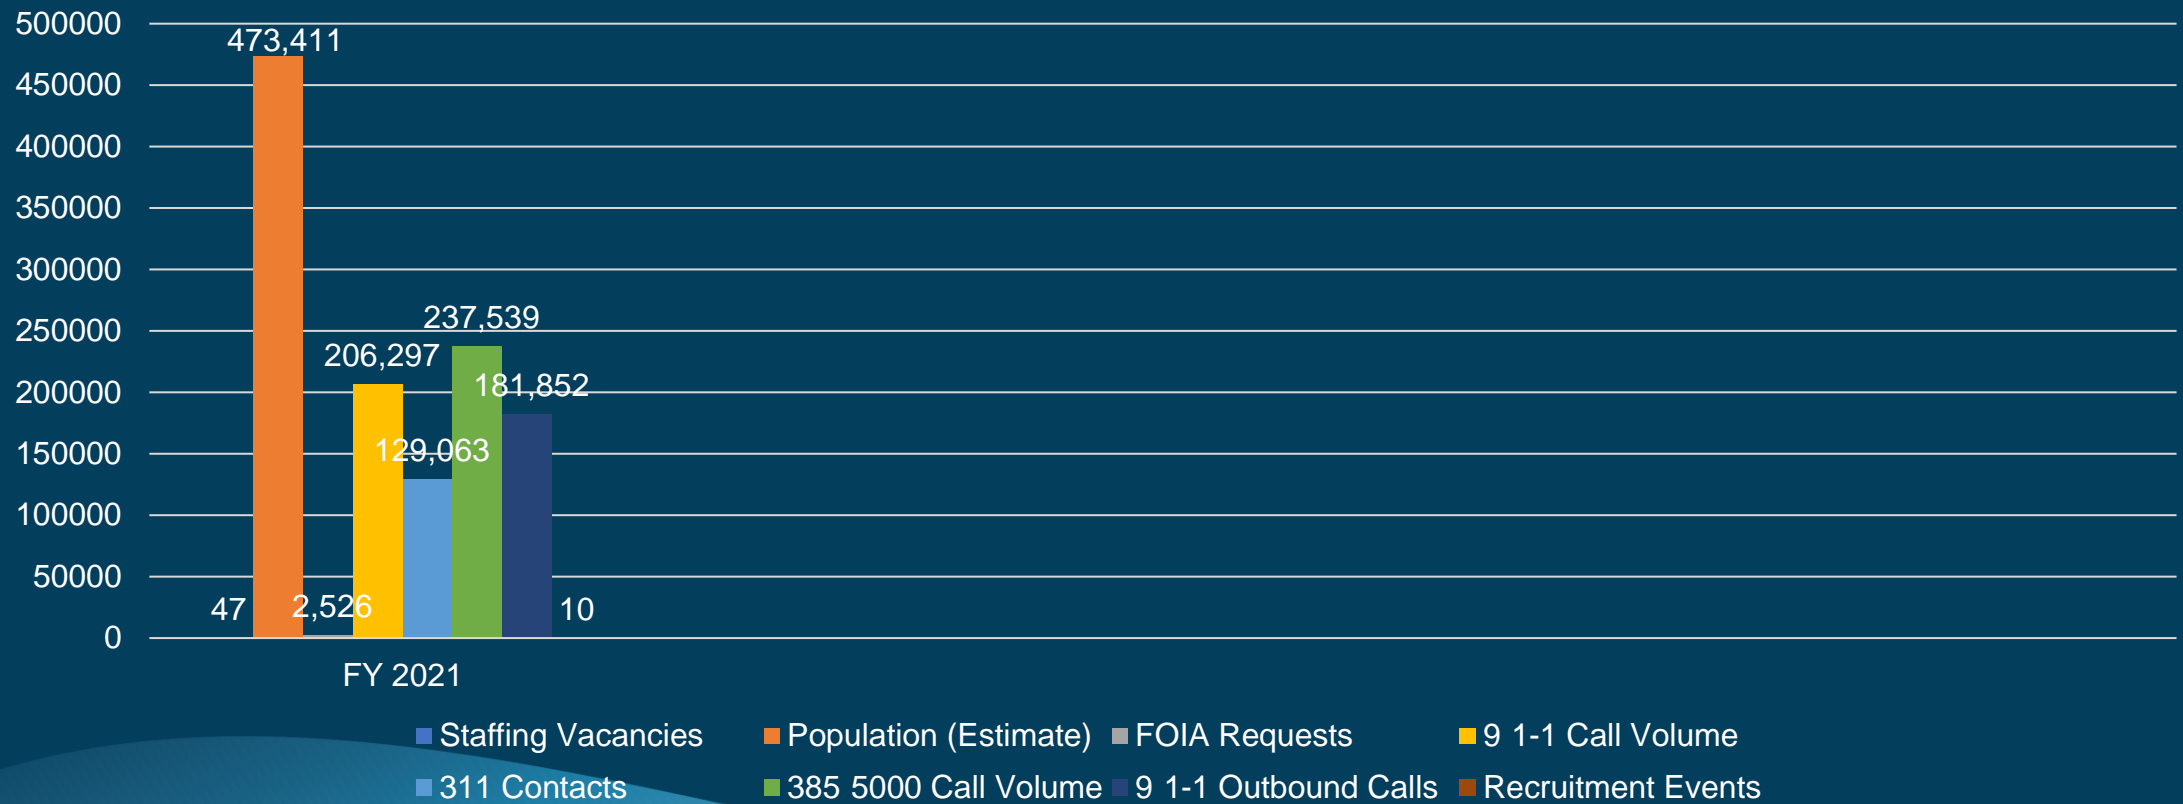 500000
450000
400000
350000
300000
250000
200000
150000
100000
50000
0
473,411
237,539
206,297
181,852
129,063
47
2,526
10
FY 2021
Staffing Vacancies
Population (Estimate)
FOIA Requests
9 1-1 Call Volume
311 Contacts
385 5000 Call Volume
9 1-1 Outbound Calls
Recruitment Events